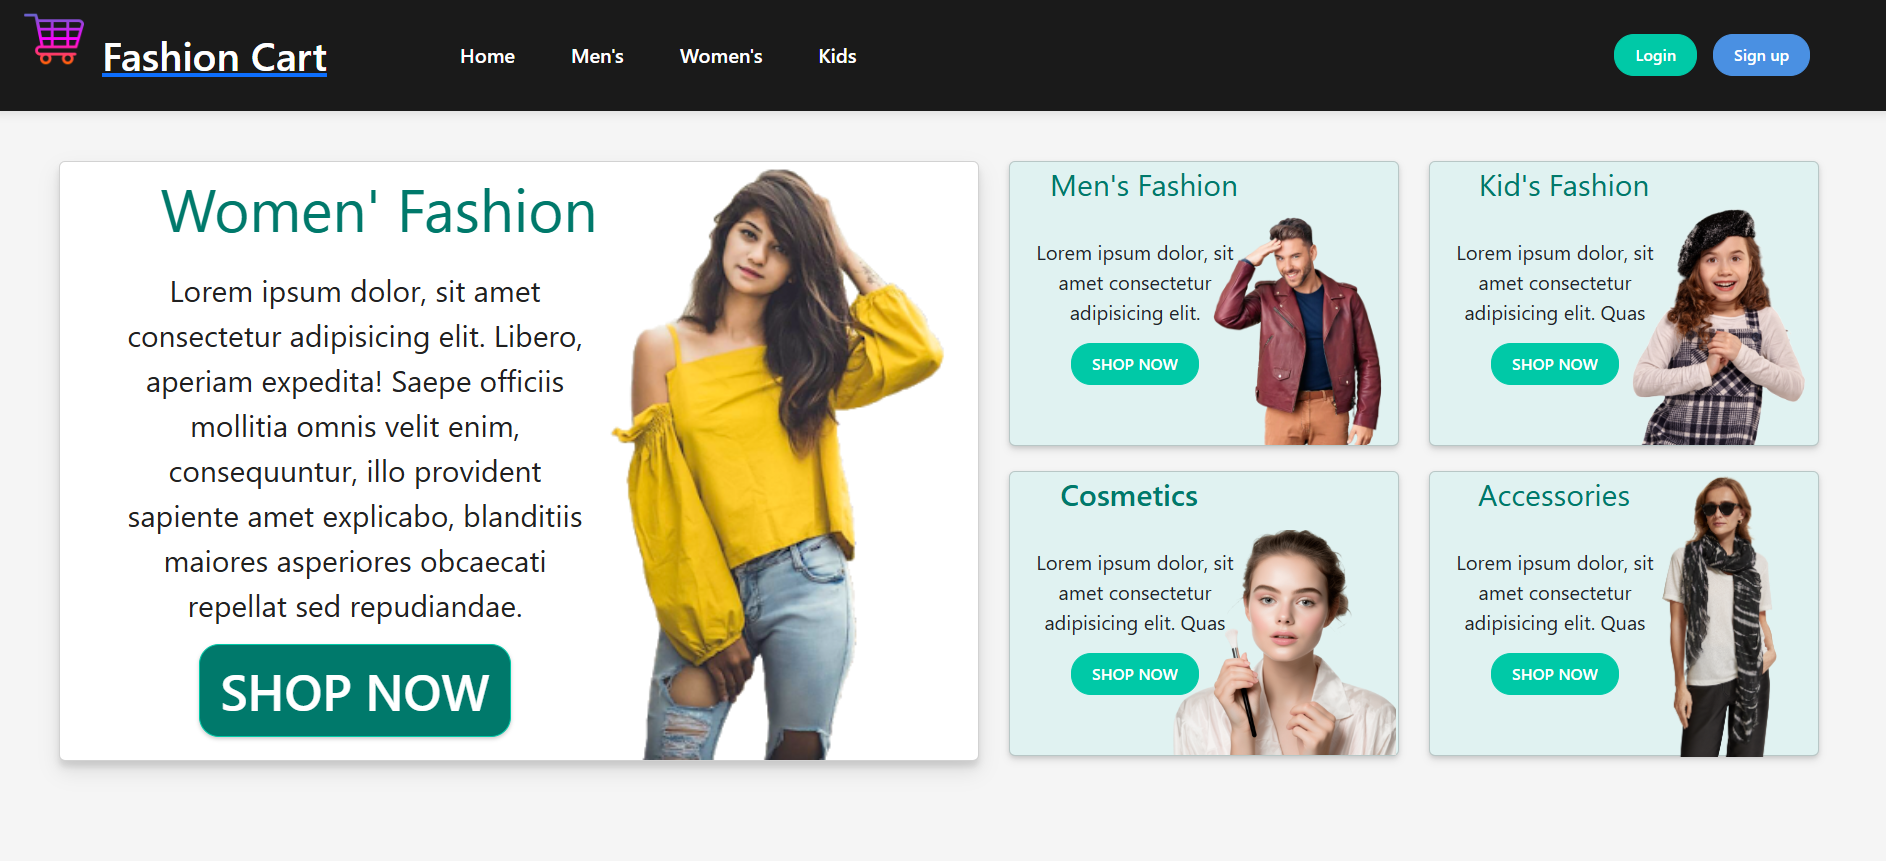 Fashion Cart
Home
Men's
Women's
Kids
Login
Sign up
Women' Fashion
Lorem ipsum dolor, sit amet
consectetur adipisicing elit. Libero,
aperiam expedita! Saepe officiis
mollitia omnis velit enim,
consequuntur, illo provident
sapiente amet explicabo, blanditiis
maiores asperiores obcaecati
repellat sed repudiandae.
SHOP NOW
Men's Fashion
Lorem ipsum dolor, sit
amet consectetur
adipisicing elit.
SHOP NOW
Kid's Fashion
Lorem ipsum dolor, sit
amet consectetur
adipisicing elit. Quas
SHOP NOW
Cosmetics
Lorem ipsum dolor, sit
amet consectetur
adipisicing elit. Quas
SHOP NOW
Accessories
Lorem ipsum dolor, sit
amet consectetur
adipisicing elit. Quas
SHOP NOW